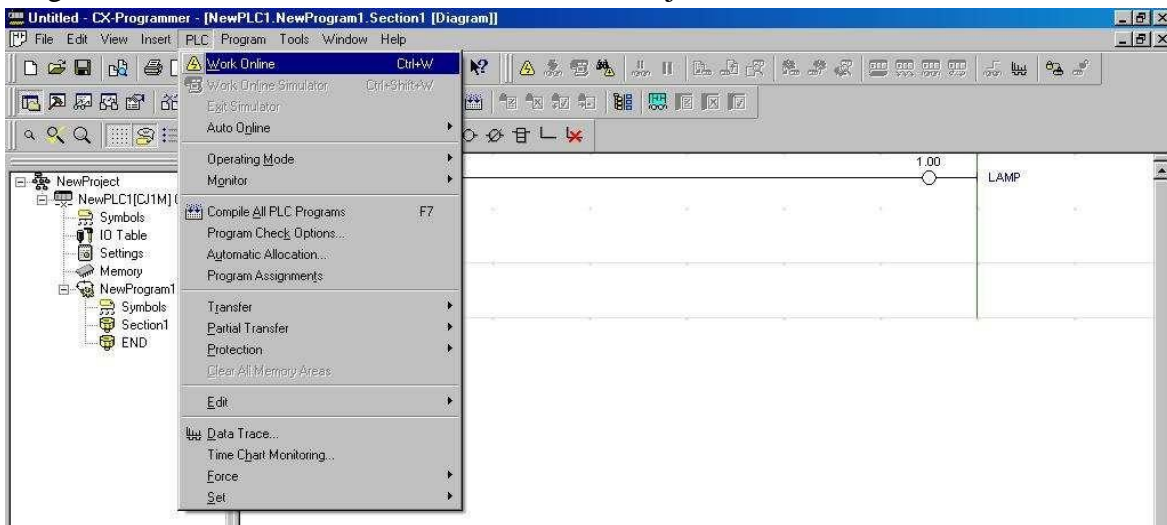 Untitled - CX-Programmer - [NewPLC1.NewProgram1.Section1 [Diagram]]
File Edit View Insert PLC Program Tools Window Help
Work Online Ctrl+W
Work Online Simulator Ctrl+Shift+W
Exit Simulator
Auto Online
Operating Mode
Monitor
Compile All PLC Programs F7
Program Check Options...
Automatic Allocation...
Program Assignments
Transfer
Partial Transfer
Protection
Clear All Memory Areas
Edit
Data Trace...
Time Chart Monitoring...
Force
Set
NewProject
NewPLC1[CJ1M]
Symbols
IO Table
Settings
Memory
NewProgram1
Symbols
Section1
END
1.00
LAMP